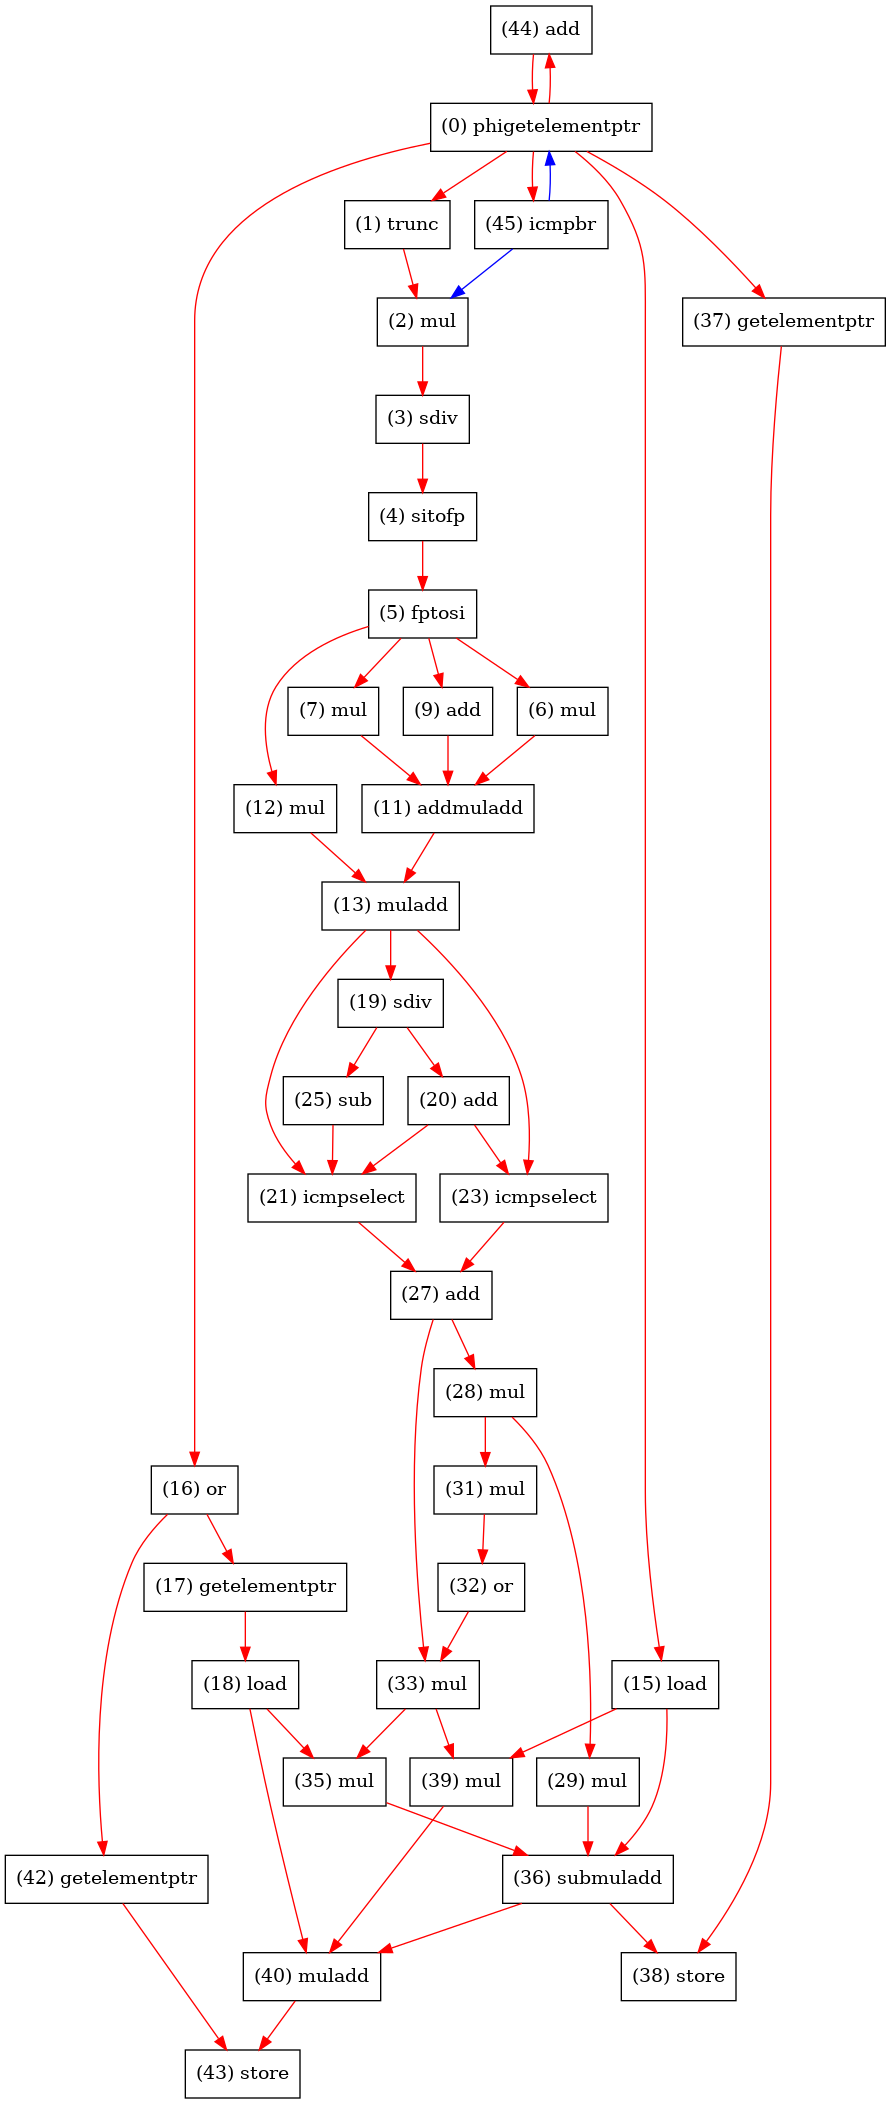 (44) add
(0) phigetelementptr
(1) trunc
(45) icmpbr
(2) mul
(37) getelementptr
(3) sdiv
(4) sitofp
(5) fptosi
(7) mul
(9) add
(6) mul
(12) mul
(11) addmuladd
(13) muladd
(19) sdiv
(25) sub
(20) add
(21) icmpselect
(23) icmpselect
(27) add
(28) mul
(16) or
(31) mul
(17) getelementptr
(32) or
(18) load
(33) mul
(15) load
(35) mul
(39) mul
(29) mul
(42) getelementptr
(36) submuladd
(40) muladd
(38) store
(43) store